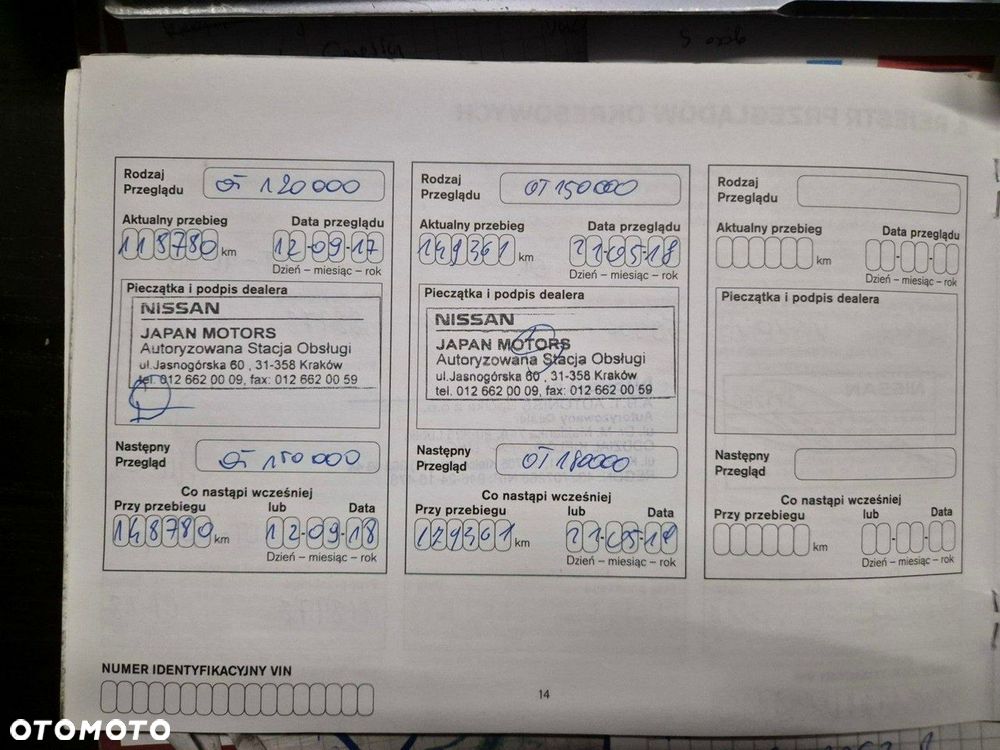 Rodzaj
Przeglądu
OT 120 000
Aktualny przebieg
Data przeglądu
118780 km
12-09-17
Dzień – miesiąc – rok
Pieczątka i podpis dealera
NISSAN
JAPAN MOTORS
Autoryzowana Stacja Obsługi
ul.Jasnogórska 60 , 31-358 Kraków
tel. 012 662 00 09, fax: 012 662 00 59
Następny
Przegląd
OT 150 000
Co nastąpi wcześniej
Przy przebiegu
lub
Data
148780 km
12-09-18
Dzień – miesiąc – rok
Rodzaj
Przeglądu
OT 150000
Aktualny przebieg
Data przeglądu
149361 km
21-05-18
Dzień – miesiąc – rok
Pieczątka i podpis dealera
NISSAN
JAPAN MOTORS
Autoryzowana Stacja Obsługi
ul.Jasnogórska 60 , 31-358 Kraków
tel. 012 662 00 09, fax: 012 662 00 59
Następny
Przegląd
OT 180000
Co nastąpi wcześniej
Przy przebiegu
lub
Data
179361 km
21-05-19
Dzień – miesiąc – rok
Rodzaj
Przeglądu
Aktualny przebieg
Data przeglądu
km
Dzień – miesiąc – rok
Pieczątka i podpis dealera
Następny
Przegląd
Co nastąpi wcześniej
Przy przebiegu
lub
Data
km
Dzień – miesiąc – rok
NUMER IDENTYFIKACYJNY VIN
14
OTOMOTO